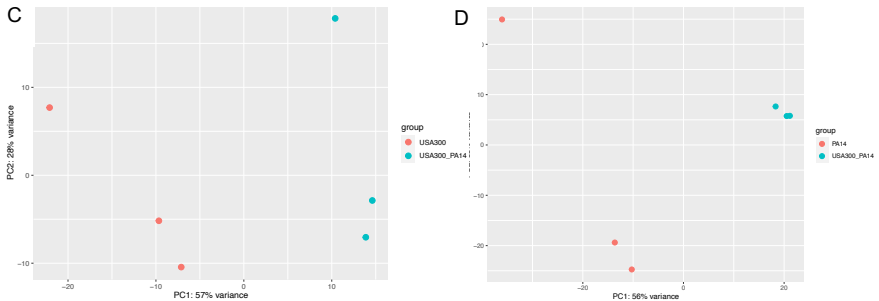 C
10
0
−10
−20
−10
0
10
PC2: 28% variance
PC1: 57% variance
group
USA300
USA300_PA14
D
10
0
−10
−20
−20
0
20
PC1: 56% variance
group
PA14
USA300_PA14